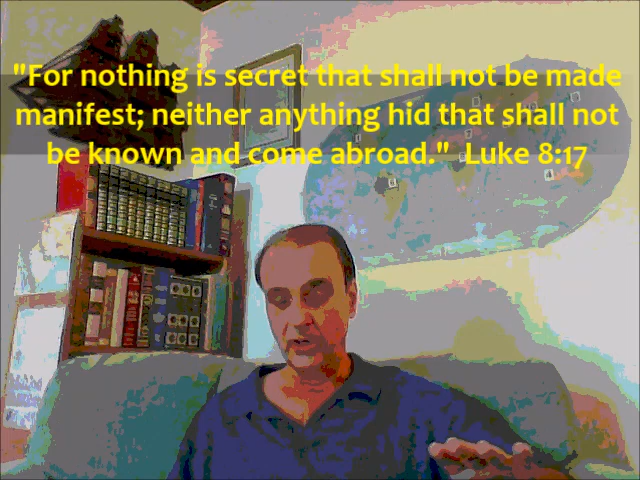 "For nothing is secret that shall not be made
manifest; neither anything hid that shall not
be known and come abroad."  Luke 8:17